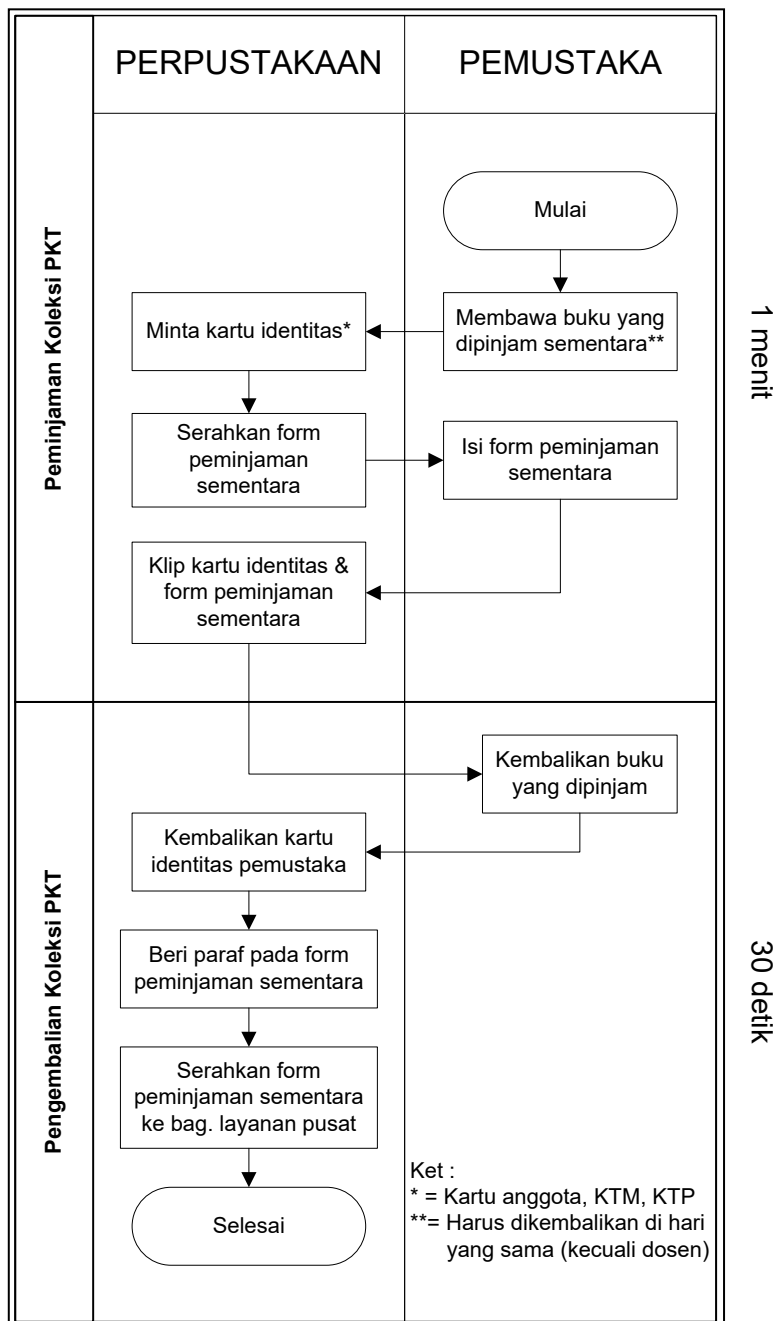 PERPUSTAKAAN
PEMUSTAKA
Peminjaman Koleksi PKT
1 menit
Mulai
Membawa buku yang
dipinjam sementara**
Minta kartu identitas*
Serahkan form
peminjaman
sementara
Isi form peminjaman
sementara
Klip kartu identitas &
form peminjaman
sementara
Pengembalian Koleksi PKT
30 detik
Kembalikan buku
yang dipinjam
Kembalikan kartu
identitas pemustaka
Beri paraf pada form
peminjaman sementara
Serahkan form
peminjaman sementara
ke bag. layanan pusat
Selesai
Ket :
* = Kartu anggota, KTM, KTP
**= Harus dikembalikan di hari
yang sama (kecuali dosen)